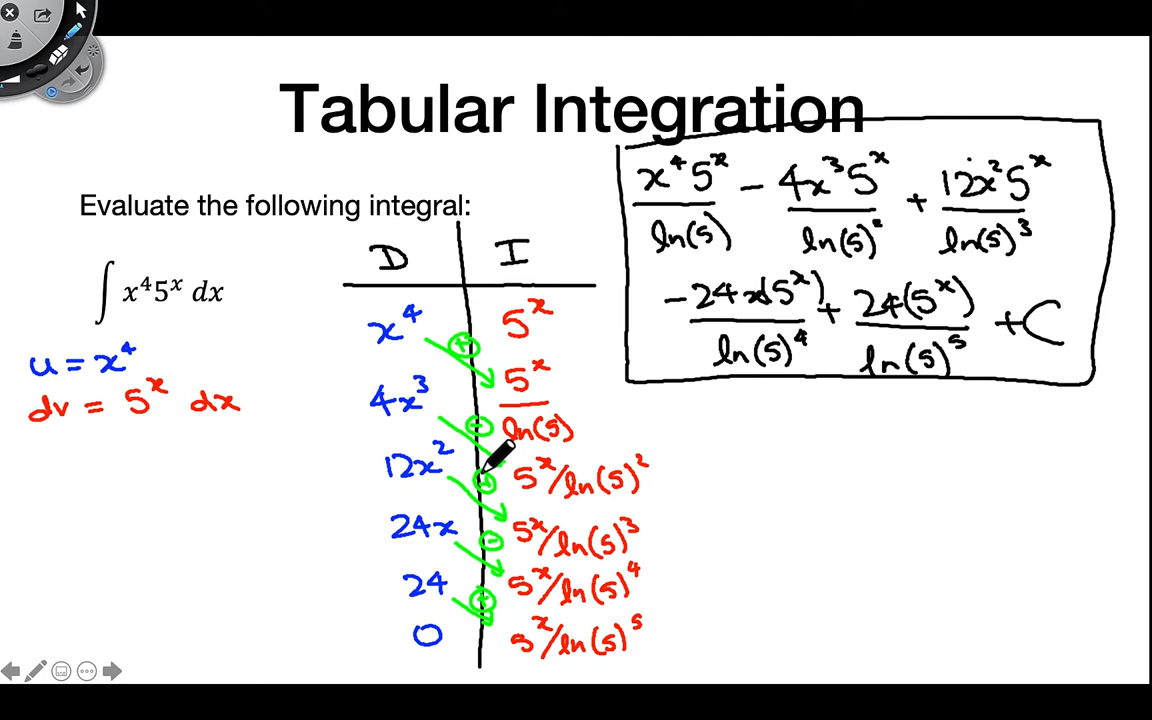 Tabular Integration
Evaluate the following integral:
∫ x⁴5ˣ dx
u = x⁴
dv = 5ˣ dx
D I
x⁴ (+) 5ˣ
4x³ (-) 5ˣ/ln(5)
12x² (+) 5ˣ/ln(5)²
24x (-) 5ˣ/ln(5)³
24 (+) 5ˣ/ln(5)⁴
0 5ˣ/ln(5)⁵
x⁴5ˣ/ln(5) - 4x³5ˣ/ln(5)² + 12x²5ˣ/ln(5)³
- 24x(5ˣ)/ln(5)⁴ + 24(5ˣ)/ln(5)⁵ + C